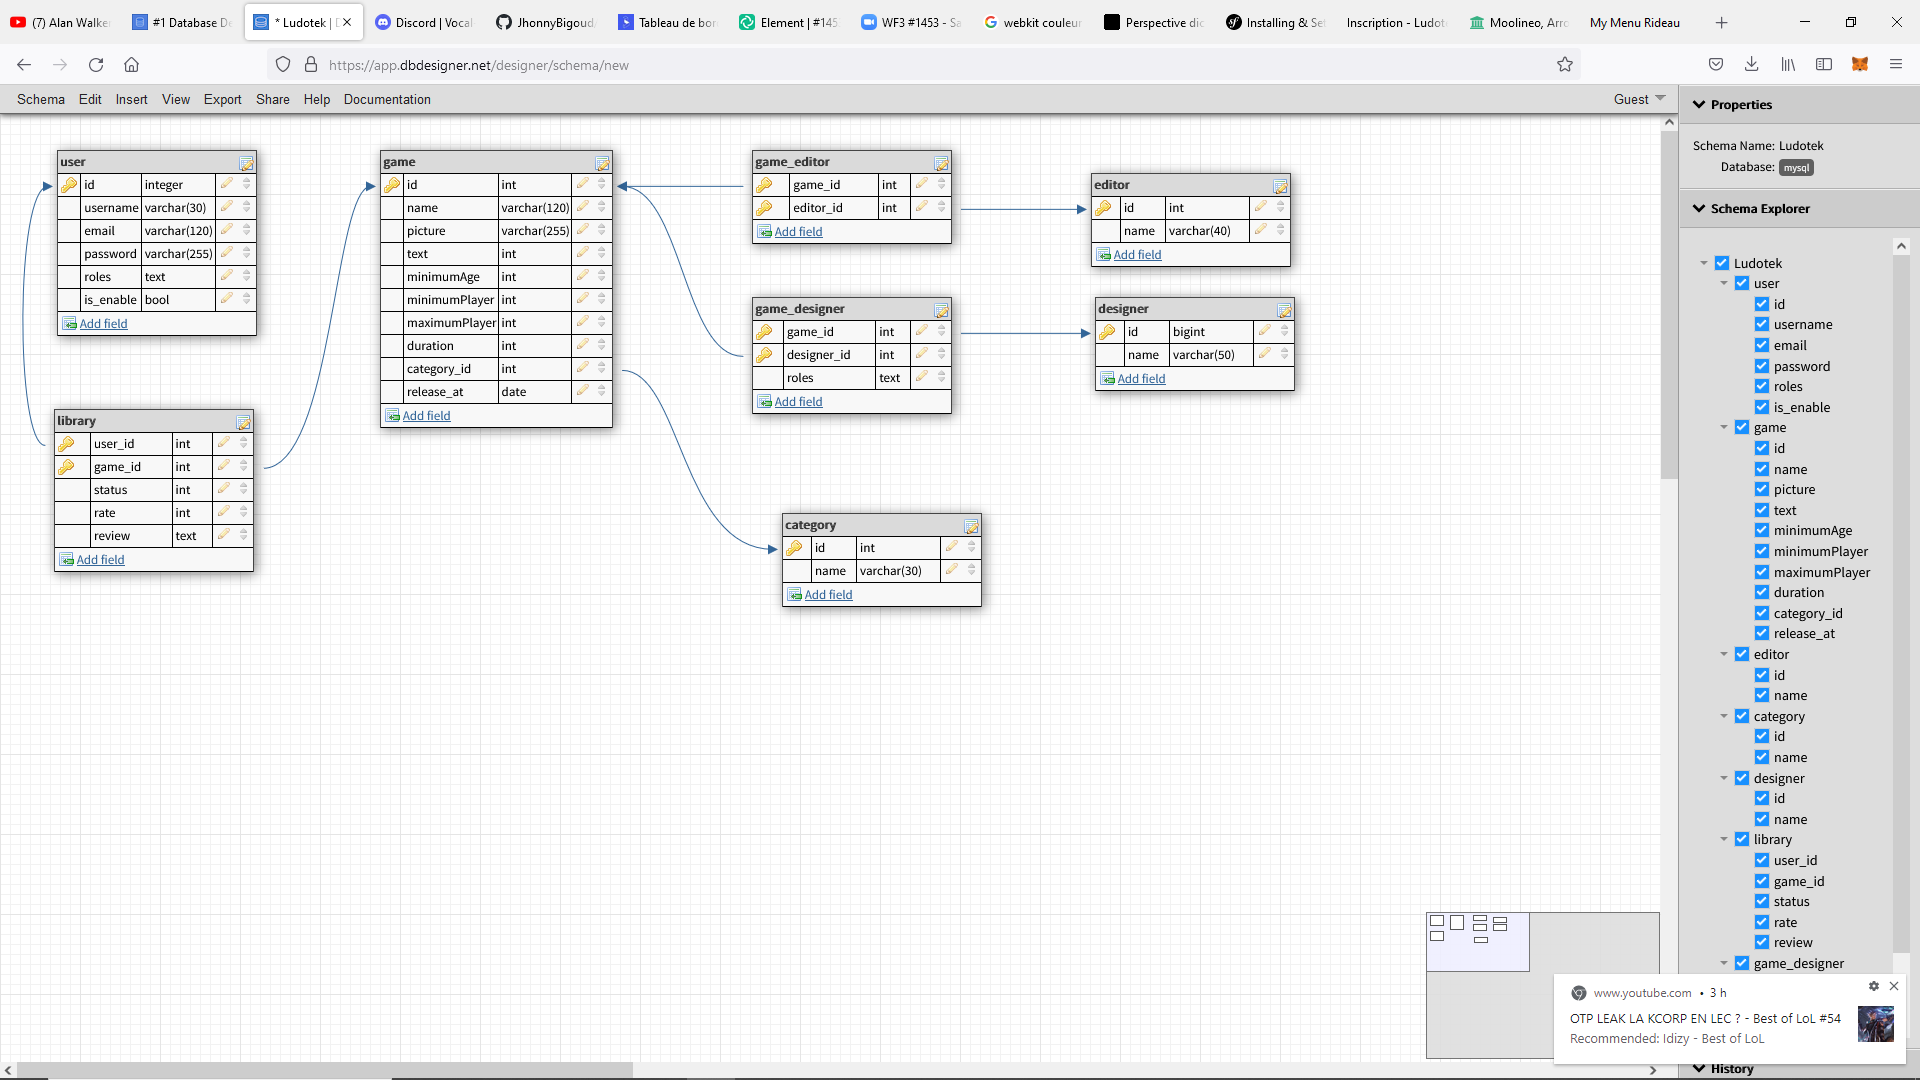 (7) Alan Walker
#1 Database De
* Ludotek | D
Discord | Vocal
JhonnyBigoud
Tableau de bor
Element | #145
WF3 #1453 - Sa
webkit couleur
Perspective dic
Installing & Set
Inscription - Ludot
Moolineo, Arro
My Menu Rideau
https://app.dbdesigner.net/designer/schema/new
Schema Edit Insert View Export Share Help Documentation
Guest
user
id integer
username varchar(30)
email varchar(120)
password varchar(255)
roles text
is_enable bool
Add field
library
user_id int
game_id int
status int
rate int
review text
Add field
game
id int
name varchar(120)
picture varchar(255)
text int
minimumAge int
minimumPlayer int
maximumPlayer int
duration int
category_id int
release_at date
Add field
game_editor
game_id int
editor_id int
Add field
game_designer
game_id int
designer_id int
roles text
Add field
category
id int
name varchar(30)
Add field
editor
id int
name varchar(40)
Add field
designer
id bigint
name varchar(50)
Add field
Properties
Schema Name: Ludotek
Database: mysql
Schema Explorer
Ludotek
user
id
username
email
password
roles
is_enable
game
id
name
picture
text
minimumAge
minimumPlayer
maximumPlayer
duration
category_id
release_at
editor
id
name
category
id
name
designer
id
name
library
user_id
game_id
status
rate
review
game_designer
www.youtube.com • 3 h
OTP LEAK LA KCORP EN LEC ? - Best of LoL #54
Recommended: Idizy - Best of LoL
History